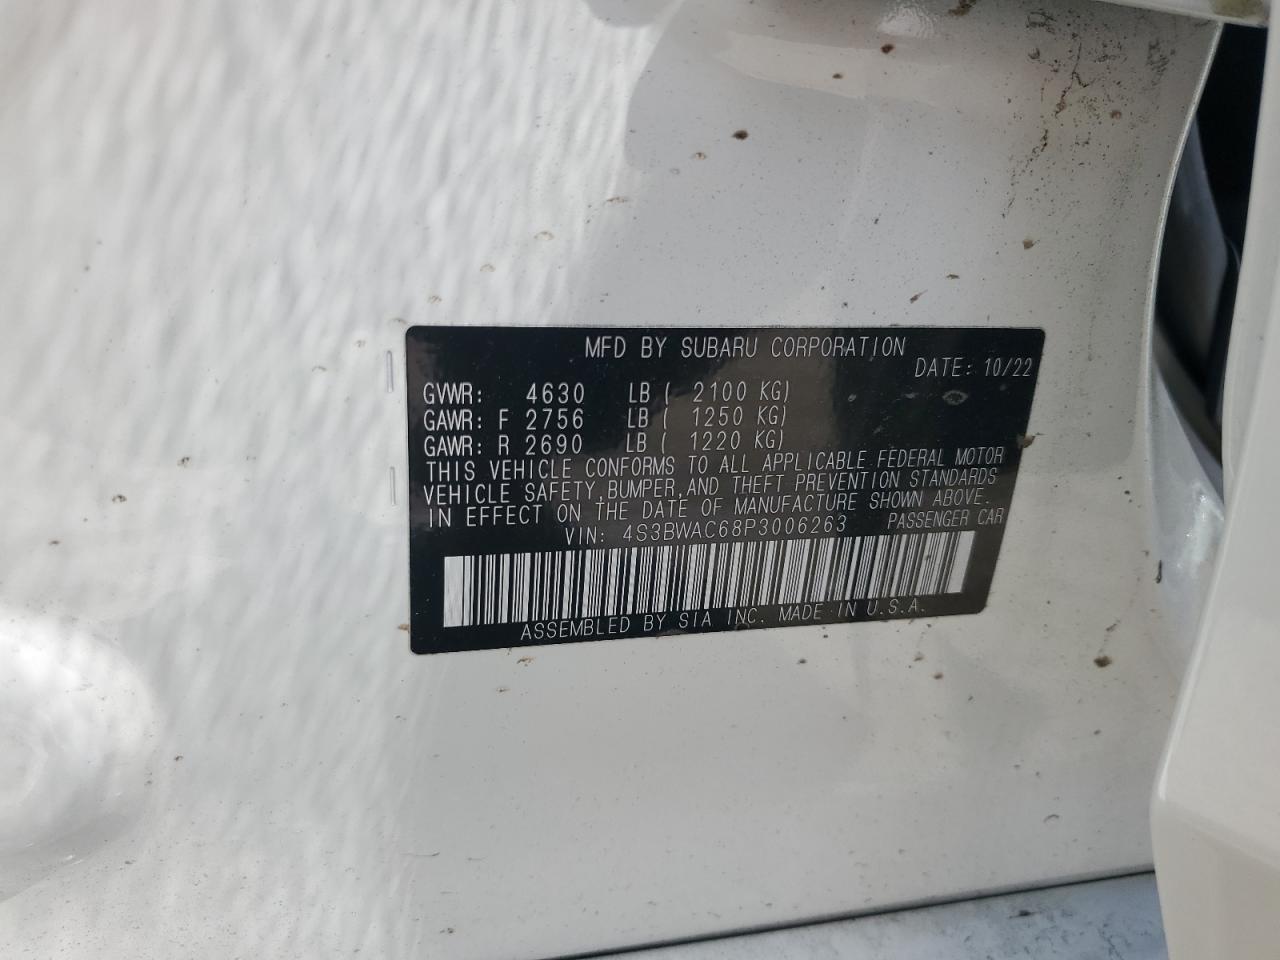 MFD BY SUBARU CORPORATION
DATE: 10/22
GVWR: 4630 LB ( 2100 KG)
GAWR: F 2756 LB ( 1250 KG)
GAWR: R 2690 LB ( 1220 KG)
THIS VEHICLE CONFORMS TO ALL APPLICABLE FEDERAL MOTOR
VEHICLE SAFETY, BUMPER, AND THEFT PREVENTION STANDARDS
IN EFFECT ON THE DATE OF MANUFACTURE SHOWN ABOVE.
VIN: 4S3BWAC68P3006263 PASSENGER CAR
ASSEMBLED BY SIA INC. MADE IN U.S.A.